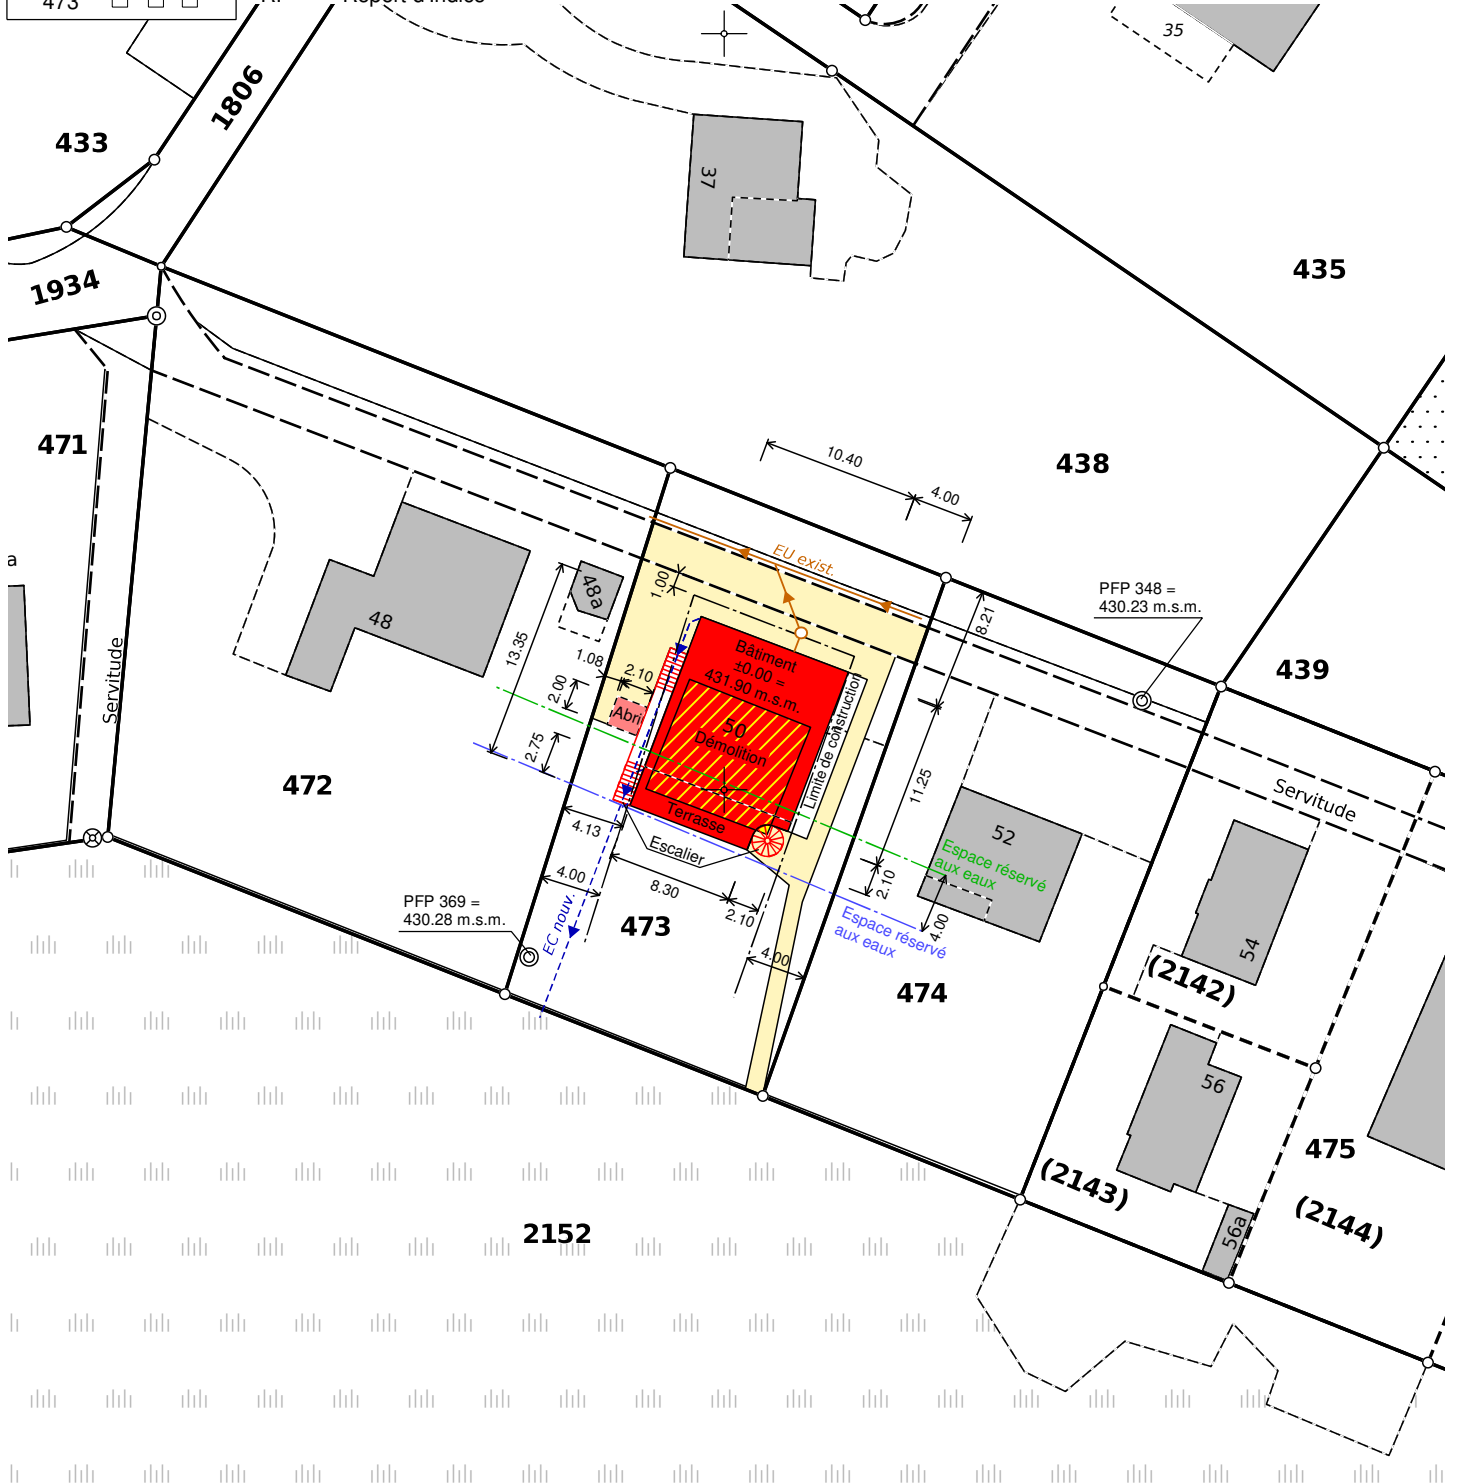 473
Report d'indice
35
433
1806
37
435
1934
471
10.40
438
4.00
EU exist.
1.00
48a
PFP 348 =
430.23 m.s.m.
8.21
48
13.35
Servitude
1.08
2.10
2.00
Bâtiment
±0.00 =
431.90 m.s.m.
439
a
Abri
50
Démolition
Limite de construction
2.75
472
11.25
Servitude
4.13
Terrasse
52
Escalier
Espace réservé
aux eaux
4.00
8.30
2.10
2.10
PFP 369 =
430.28 m.s.m.
EC nouv.
473
Espace réservé
aux eaux
4.00
4.00
54
474
(2142)
56
475
(2143)
(2144)
2152
56a